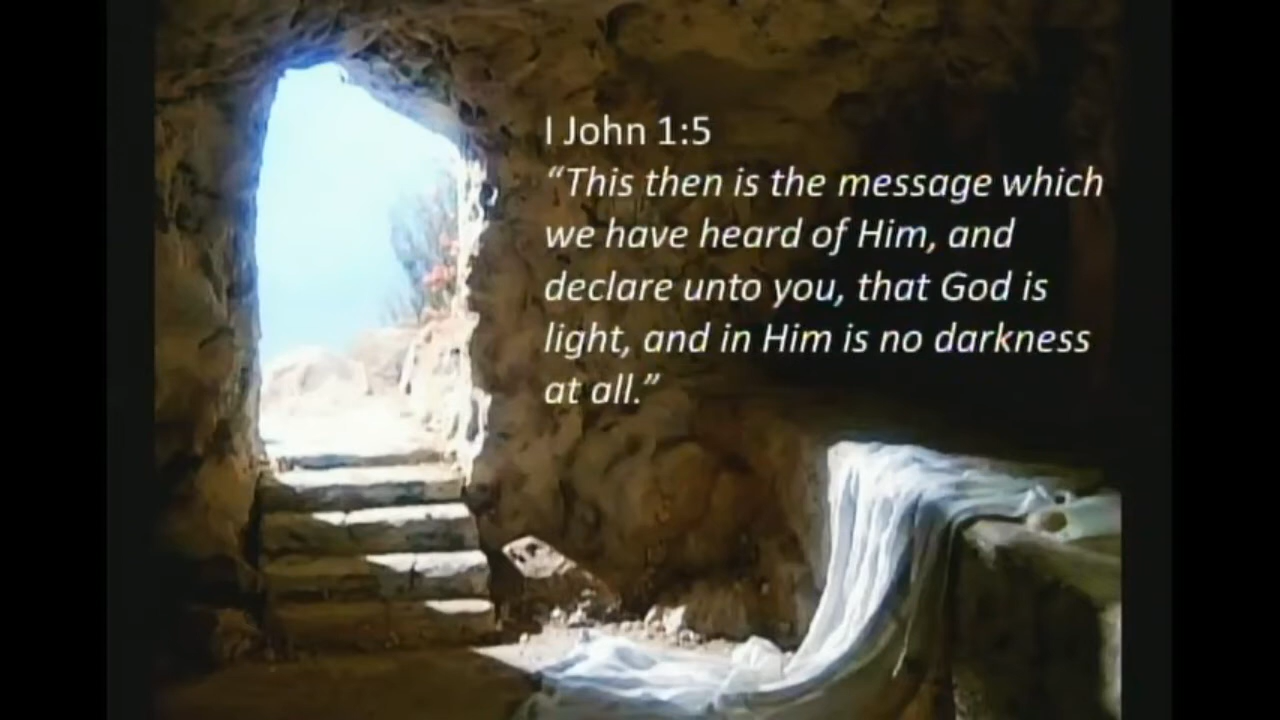 I John 1:5
“This then is the message which
we have heard of Him, and
declare unto you, that God is
light, and in Him is no darkness
at all.”